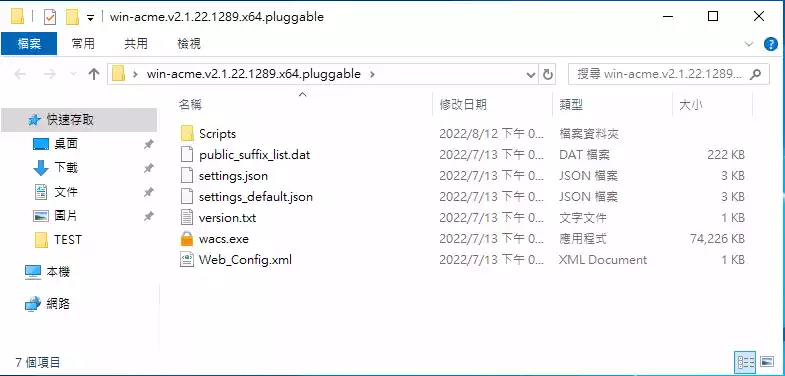 win-acme.v2.1.22.1289.x64.pluggable
檔案 常用 共用 檢視
win-acme.v2.1.22.1289.x64.pluggable
搜尋 win-acme.v2.1.22.1289...
名稱 修改日期 類型 大小
快速存取
桌面
下載
文件
圖片
TEST
本機
網路
Scripts 2022/8/12 下午 0... 檔案資料夾
public_suffix_list.dat 2022/7/13 下午 0... DAT 檔案 222 KB
settings.json 2022/7/13 下午 0... JSON 檔案 3 KB
settings_default.json 2022/7/13 下午 0... JSON 檔案 3 KB
version.txt 2022/7/13 下午 0... 文字文件 1 KB
wacs.exe 2022/7/13 下午 0... 應用程式 74,226 KB
Web_Config.xml 2022/7/13 下午 0... XML Document 1 KB
7 個項目